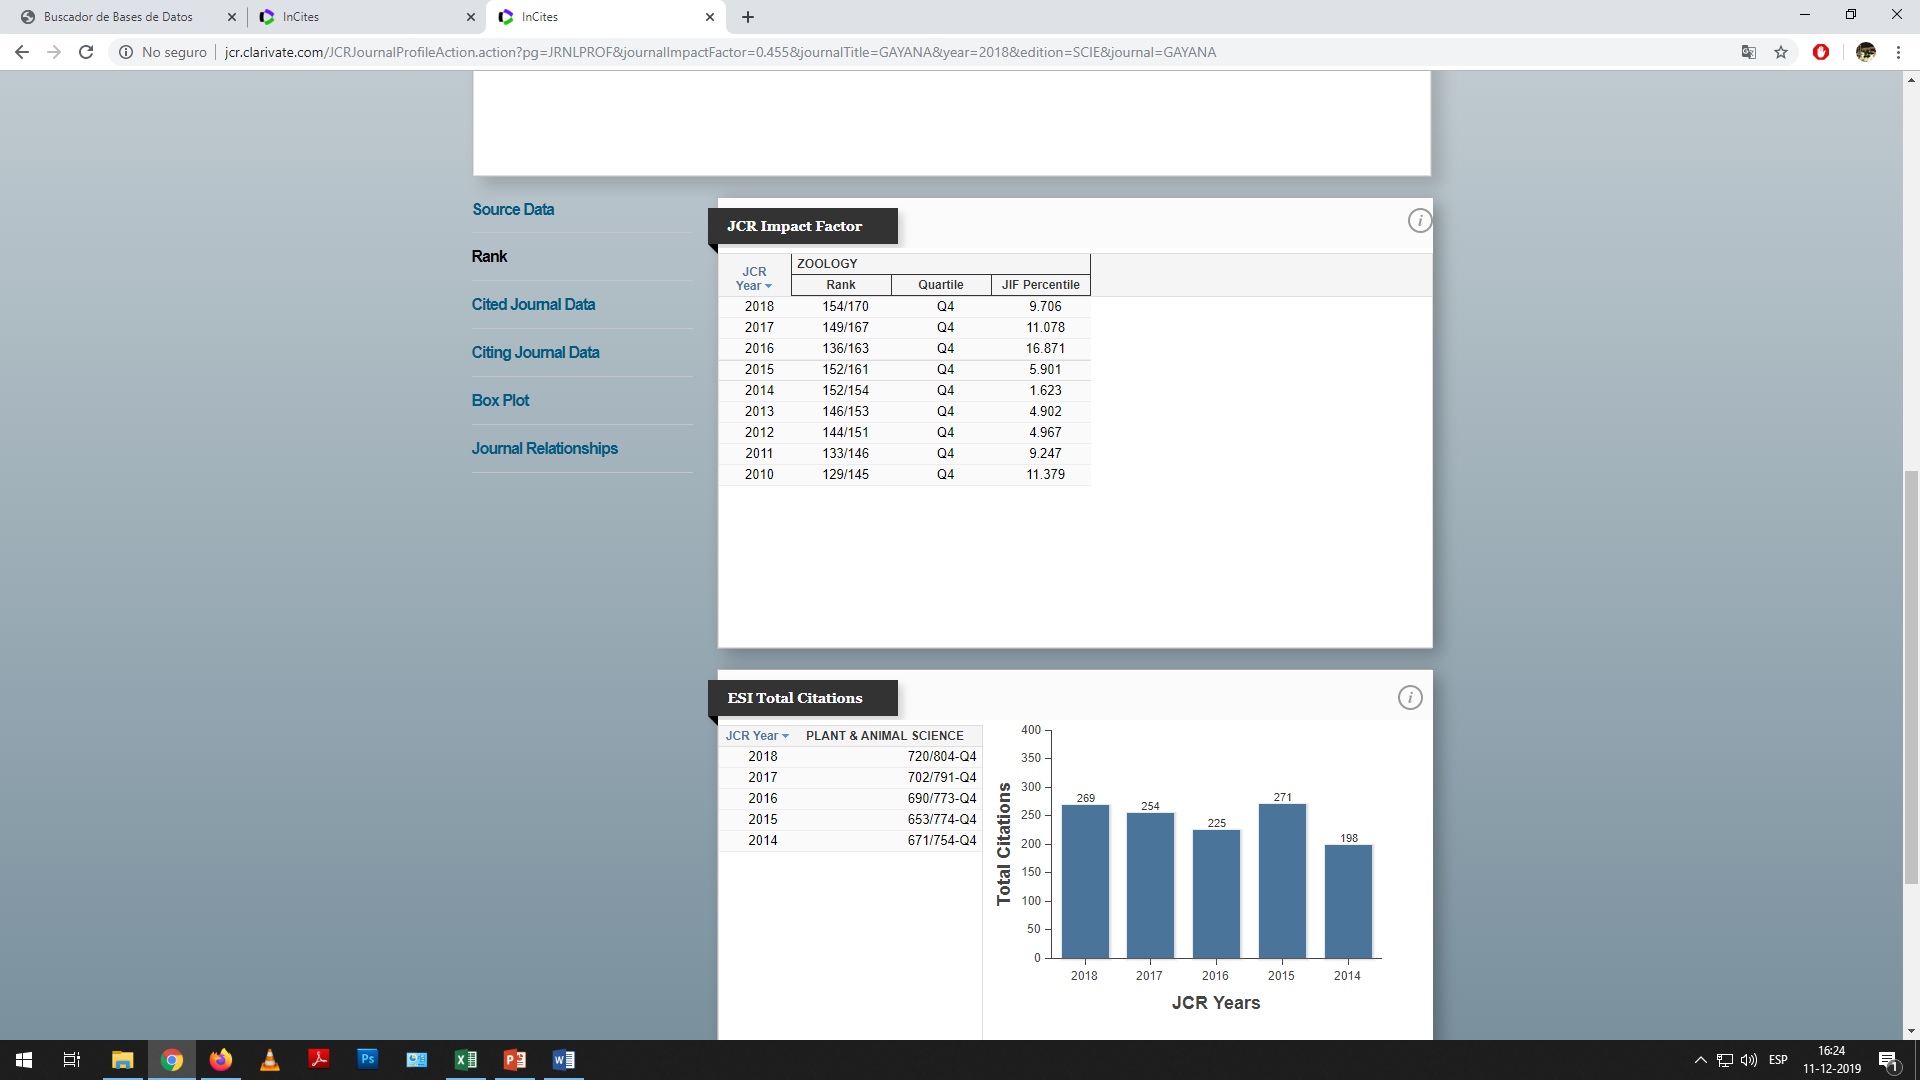 Buscador de Bases de Datos
InCites
InCites
No seguro
jcr.clarivate.com/JCRJournalProfileAction.action?pg=JRNLPROF&journalImpactFactor=0.455&journalTitle=GAYANA&year=2018&edition=SCIE&journal=GAYANA
Source Data
Rank
Cited Journal Data
Citing Journal Data
Box Plot
Journal Relationships
JCR Impact Factor
i
JCR Year
ZOOLOGY
Rank Quartile JIF Percentile
2018 154/170 Q4 9.706
2017 149/167 Q4 11.078
2016 136/163 Q4 16.871
2015 152/161 Q4 5.901
2014 152/154 Q4 1.623
2013 146/153 Q4 4.902
2012 144/151 Q4 4.967
2011 133/146 Q4 9.247
2010 129/145 Q4 11.379
ESI Total Citations
i
JCR Year PLANT & ANIMAL SCIENCE
2018 720/804-Q4
2017 702/791-Q4
2016 690/773-Q4
2015 653/774-Q4
2014 671/754-Q4
Total Citations
400
350
300
250
200
150
100
50
0
269 254 225 271 198
2018 2017 2016 2015 2014
JCR Years
Ps
ESP
16:24
11-12-2019
1